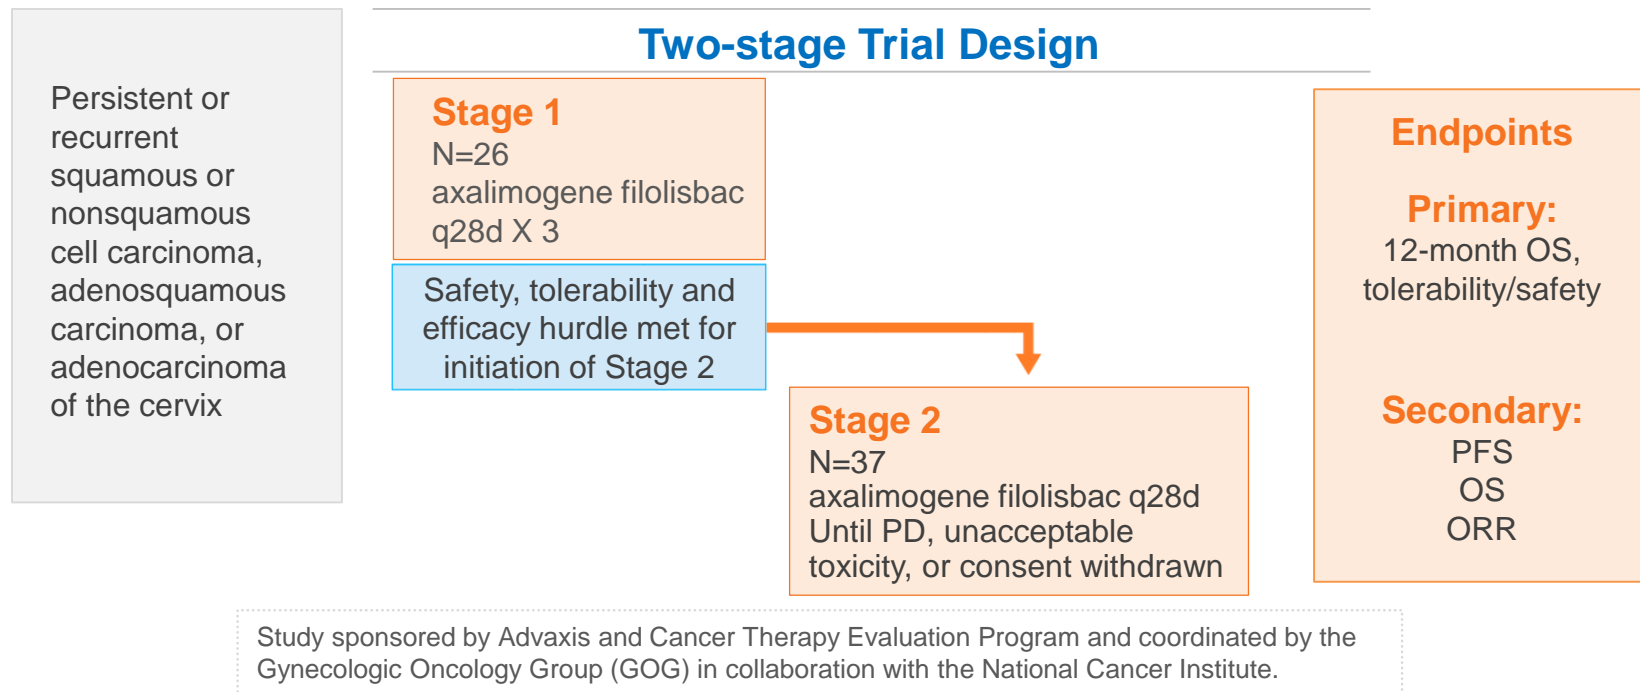 Two-stage Trial Design
Persistent or
recurrent
squamous or
nonsquamous
cell carcinoma,
adenosquamous
carcinoma, or
adenocarcinoma
of the cervix
Stage 1
N=26
axalimogene filolisbac
q28d X 3
Safety, tolerability and
efficacy hurdle met for
initiation of Stage 2
Stage 2
N=37
axalimogene filolisbac q28d
Until PD, unacceptable
toxicity, or consent withdrawn
Endpoints
Primary:
12-month OS,
tolerability/safety
Secondary:
PFS
OS
ORR
Study sponsored by Advaxis and Cancer Therapy Evaluation Program and coordinated by the
Gynecologic Oncology Group (GOG) in collaboration with the National Cancer Institute.